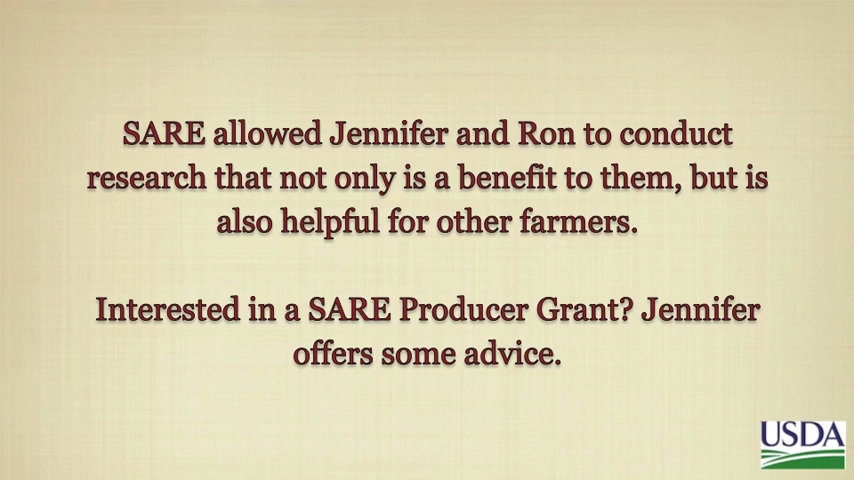 SARE allowed Jennifer and Ron to conduct
research that not only is a benefit to them, but is
also helpful for other farmers.
Interested in a SARE Producer Grant? Jennifer
offers some advice.
USDA